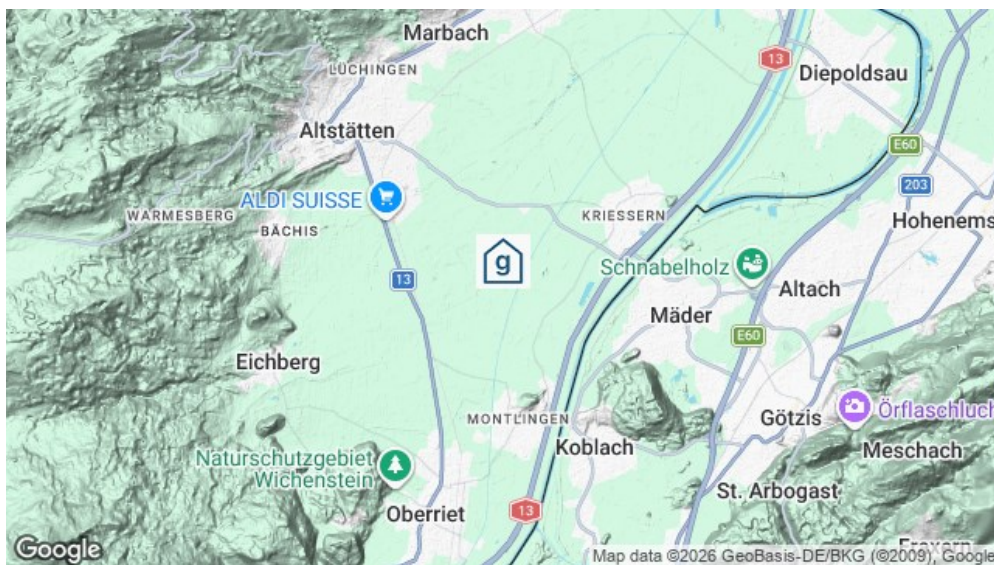 Marbach
LÜCHINGEN
13
Diepoldsau
Altstätten
E60
ALDI SUISSE
203
WARMESBERG
KRIESSERN
Hohenems
BÄCHIS
g
Schnabelholz
13
Altach
Mäder
E60
Eichberg
MONTLINGEN
Götzis
Örflaschluch
Koblach
Meschach
Naturschutzgebiet
Wichenstein
St. Arbogast
Oberriet
13
Fraxern
Google
Map data ©2026 GeoBasis-DE/BKG (©2009), Google